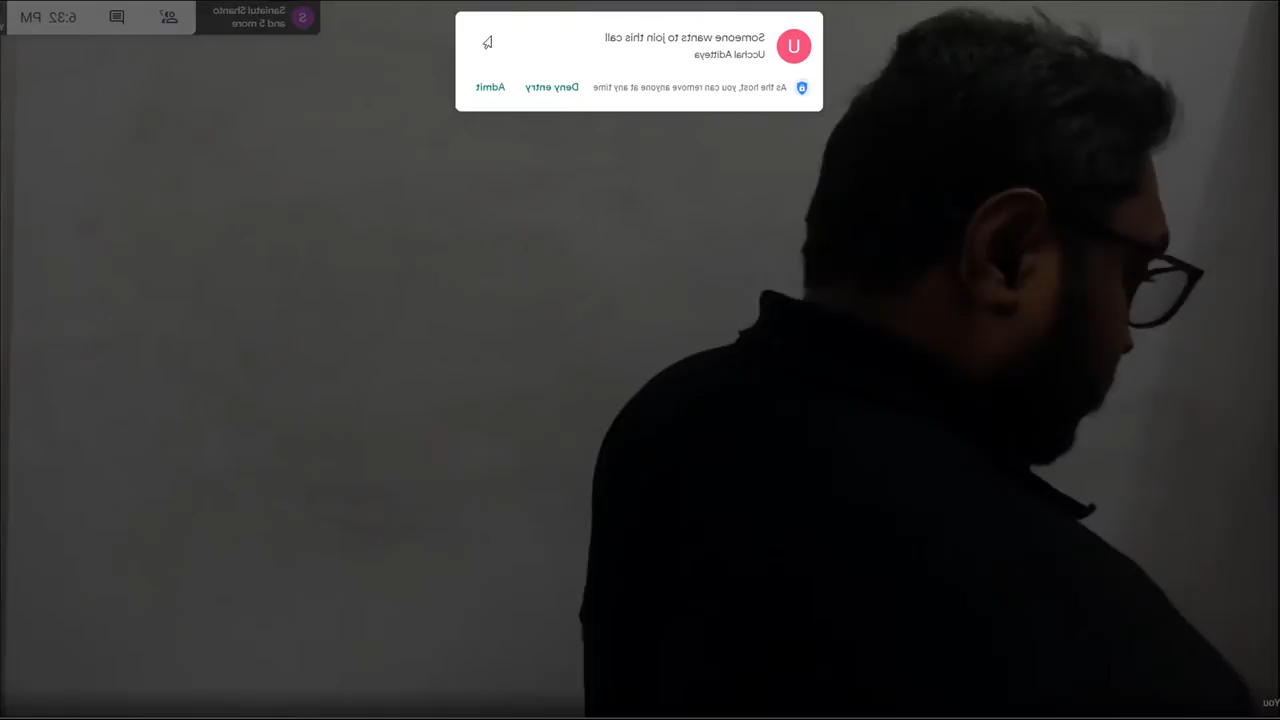 6:32 PM
Saniatul Shanto
and 5 more
S
U
Someone wants to join this call
Ucchal Aditteya
As the host, you can remove anyone at any time
Deny entry
Admit
You